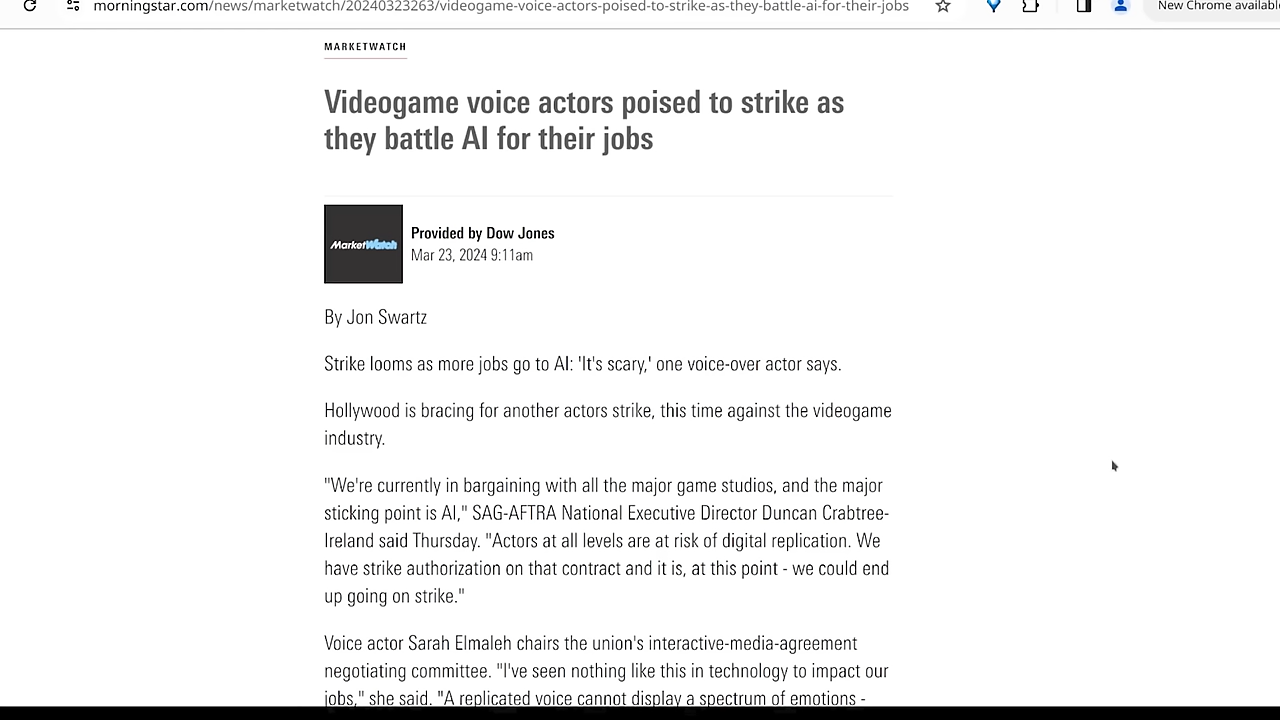 morningstar.com/news/marketwatch/20240323263/videogame-voice-actors-poised-to-strike-as-they-battle-ai-for-their-jobs
New Chrome available
MARKETWATCH
Videogame voice actors poised to strike as
they battle AI for their jobs
MarketWatch
Provided by Dow Jones
Mar 23, 2024 9:11am
By Jon Swartz
Strike looms as more jobs go to AI: 'It's scary,' one voice-over actor says.
Hollywood is bracing for another actors strike, this time against the videogame
industry.
"We're currently in bargaining with all the major game studios, and the major
sticking point is AI," SAG-AFTRA National Executive Director Duncan Crabtree-
Ireland said Thursday. "Actors at all levels are at risk of digital replication. We
have strike authorization on that contract and it is, at this point - we could end
up going on strike."
Voice actor Sarah Elmaleh chairs the union's interactive-media-agreement
negotiating committee. "I've seen nothing like this in technology to impact our
jobs," she said. "A replicated voice cannot display a spectrum of emotions -